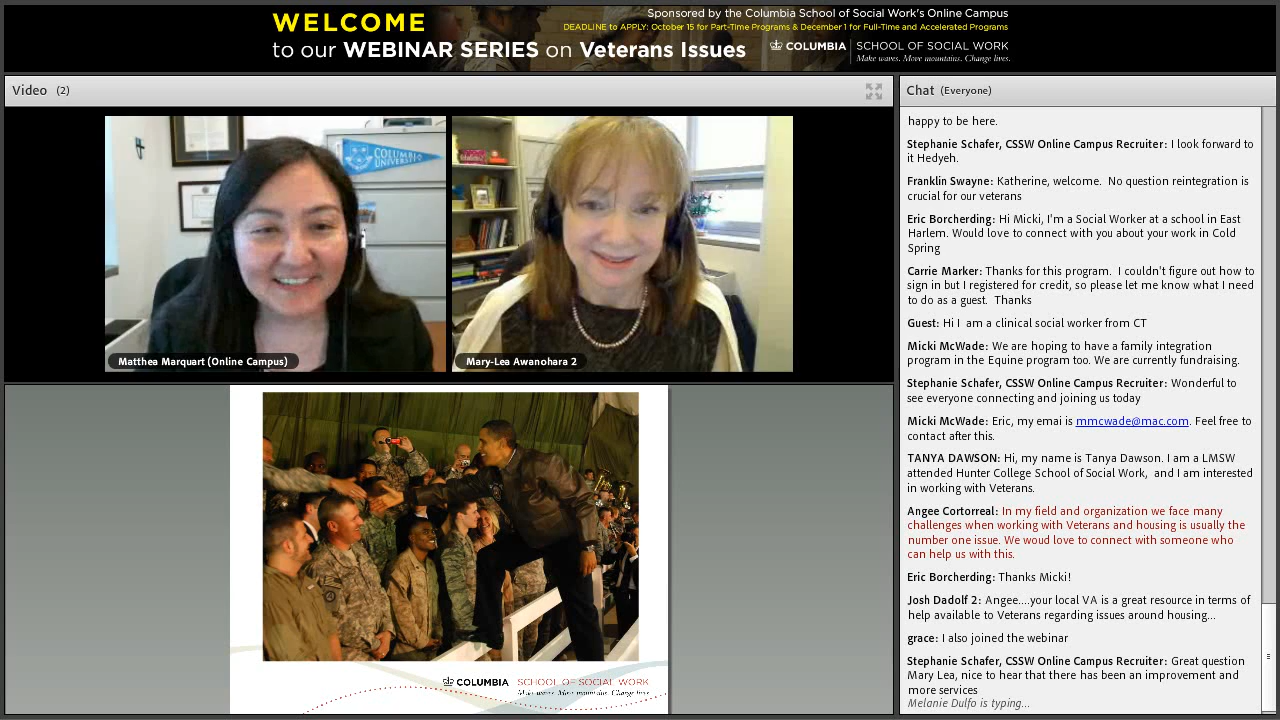 WELCOME
to our WEBINAR SERIES on Veterans Issues
Sponsored by the Columbia School of Social Work's Online Campus
DEADLINE to APPLY: October 15 for Part-Time Programs & December 1 for Full-Time and Accelerated Programs
COLUMBIA SCHOOL OF SOCIAL WORK
Make waves. Move mountains. Change lives.
Video (2)
COLUMBIA
UNIVERSITY
Matthea Marquart (Online Campus)
Mary-Lea Awanohara 2
COLUMBIA SCHOOL OF SOCIAL WORK
Make waves. Move mountains. Change lives.
Chat (Everyone)
happy to be here.
Stephanie Schafer, CSSW Online Campus Recruiter: I look forward to
it Hedyeh.
Franklin Swayne: Katherine, welcome. No question reintegration is
crucial for our veterans
Eric Borcherding: Hi Micki, I'm a Social Worker at a school in East
Harlem. Would love to connect with you about your work in Cold
Spring
Carrie Marker: Thanks for this program. I couldn't figure out how to
sign in but I registered for credit, so please let me know what I need
to do as a guest. Thanks
Guest: Hi I am a clinical social worker from CT
Micki McWade: We are hoping to have a family integration
program in the Equine program too. We are currently fundraising.
Stephanie Schafer, CSSW Online Campus Recruiter: Wonderful to
see everyone connecting and joining us today
Micki McWade: Eric, my emai is mmcwade@mac.com. Feel free to
contact after this.
TANYA DAWSON: Hi, my name is Tanya Dawson. I am a LMSW
attended Hunter College School of Social Work, and I am interested
in working with Veterans.
Angee Cortorreal: In my field and organization we face many
challenges when working with Veterans and housing is usually the
number one issue. We woud love to connect with someone who
can help us with this.
Eric Borcherding: Thanks Micki!
Josh Dadolf 2: Angee....your local VA is a great resource in terms of
help available to Veterans regarding issues around housing...
grace: I also joined the webinar
Stephanie Schafer, CSSW Online Campus Recruiter: Great question
Mary Lea, nice to hear that there has been an improvement and
more services
Melanie Dulfo is typing...